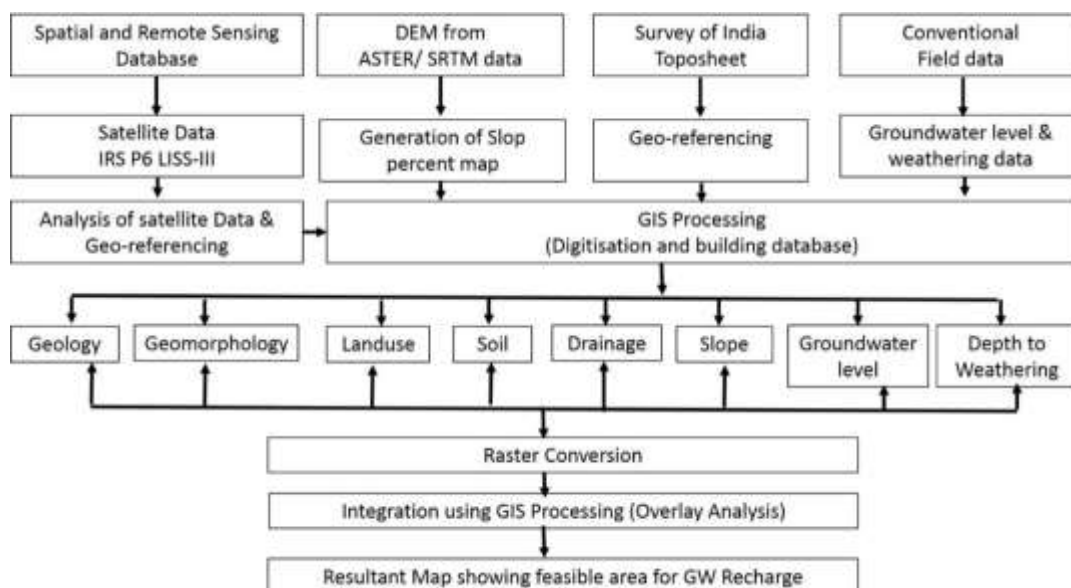 Spatial and Remote Sensing
Database
DEM from
ASTER/ SRTM data
Survey of India
Toposheet
Conventional
Field data
Satellite Data
IRS P6 LISS-III
Generation of Slop
percent map
Geo-referencing
Groundwater level &
weathering data
Analysis of satellite Data &
Geo-referencing
GIS Processing
(Digitisation and building database)
Geology
Geomorphology
Landuse
Soil
Drainage
Slope
Groundwater
level
Depth to
Weathering
Raster Conversion
Integration using GIS Processing (Overlay Analysis)
Resultant Map showing feasible area for GW Recharge